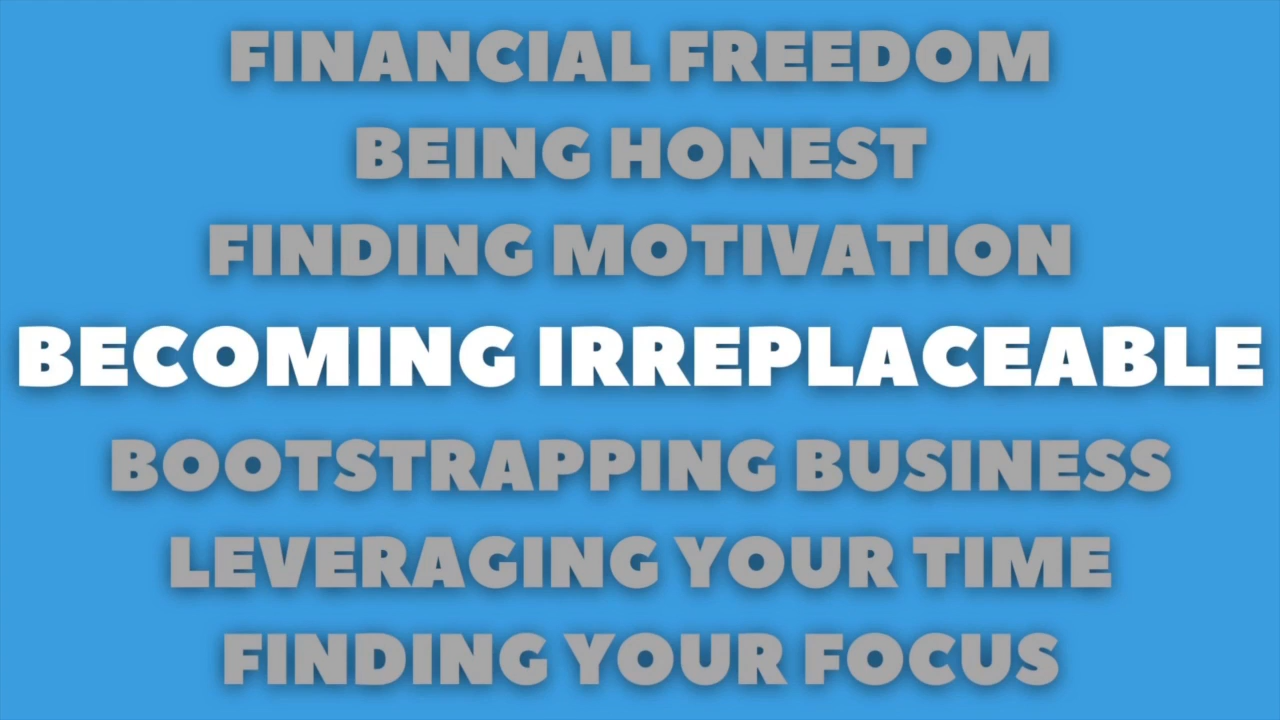 FINANCIAL FREEDOM
BEING HONEST
FINDING MOTIVATION
BECOMING IRREPLACEABLE
BOOTSTRAPPING BUSINESS
LEVERAGING YOUR TIME
FINDING YOUR FOCUS